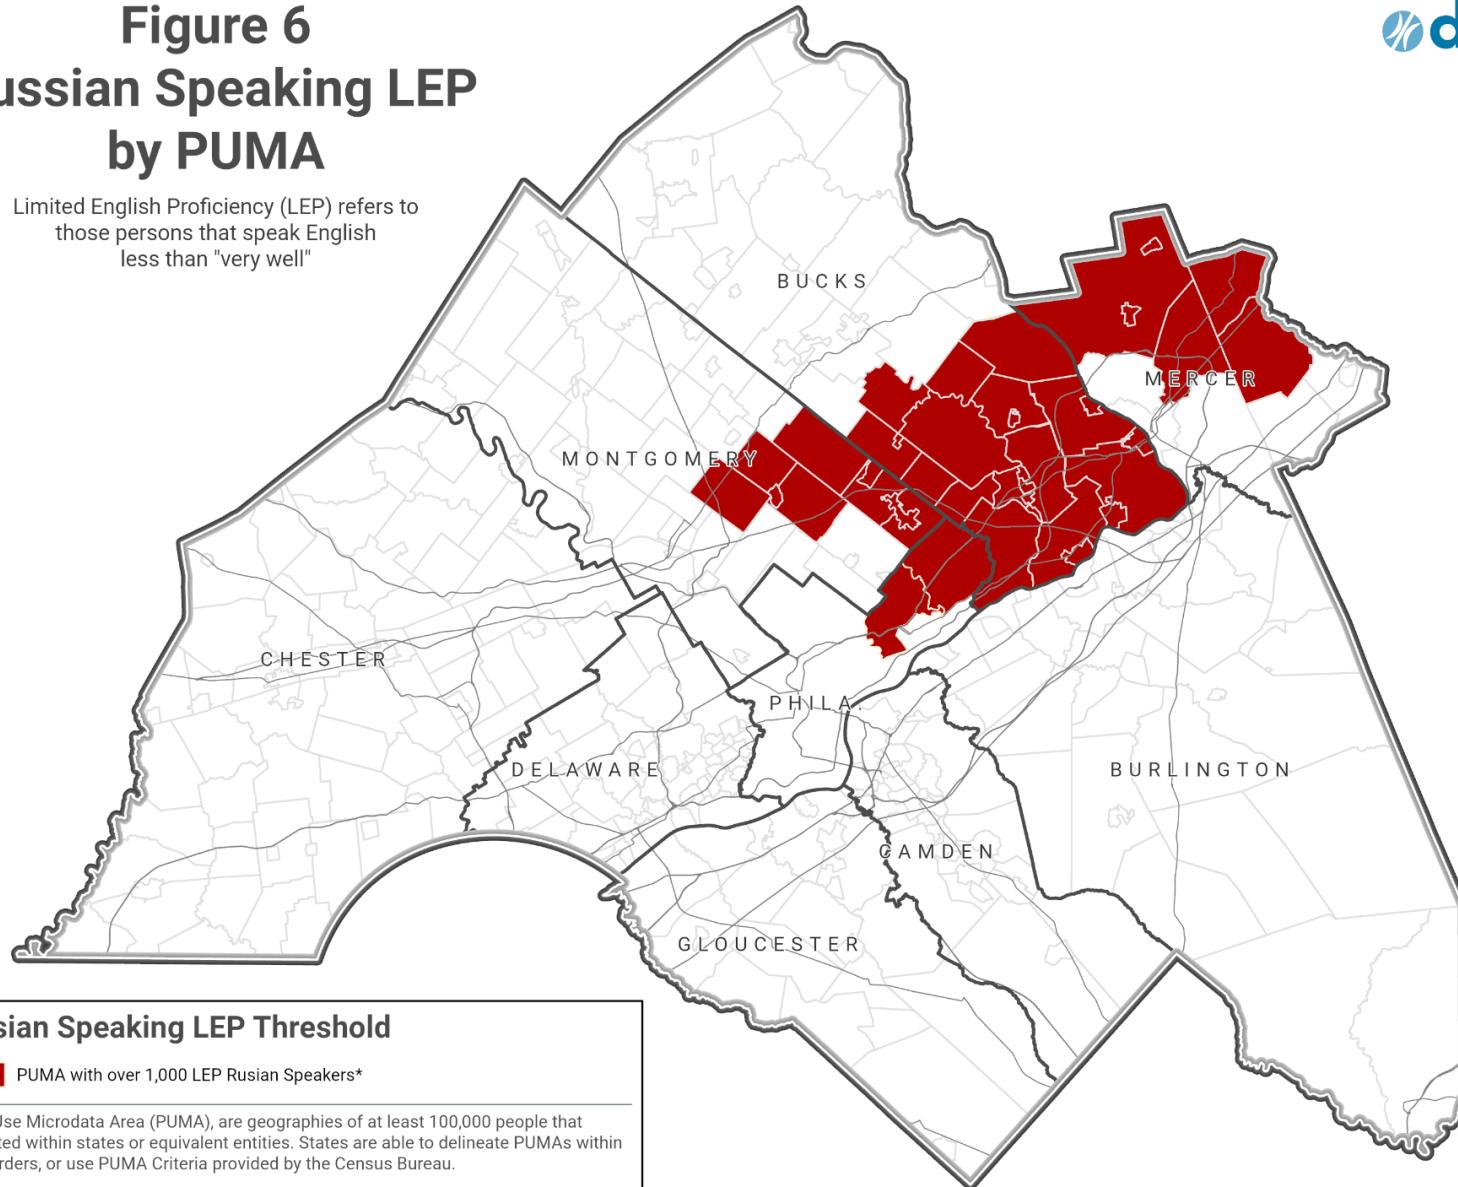 Figure 6
ussian Speaking LEP
by PUMA
Limited English Proficiency (LEP) refers to
those persons that speak English
less than "very well"
d
BUCKS
MERCER
MONTGOMERY
CHESTER
PHILA.
DELAWARE
BURLINGTON
CAMDEN
GLOUCESTER
sian Speaking LEP Threshold
PUMA with over 1,000 LEP Rusian Speakers*
Use Microdata Area (PUMA), are geographies of at least 100,000 people that
ted within states or equivalent entities. States are able to delineate PUMAs within
rders, or use PUMA Criteria provided by the Census Bureau.